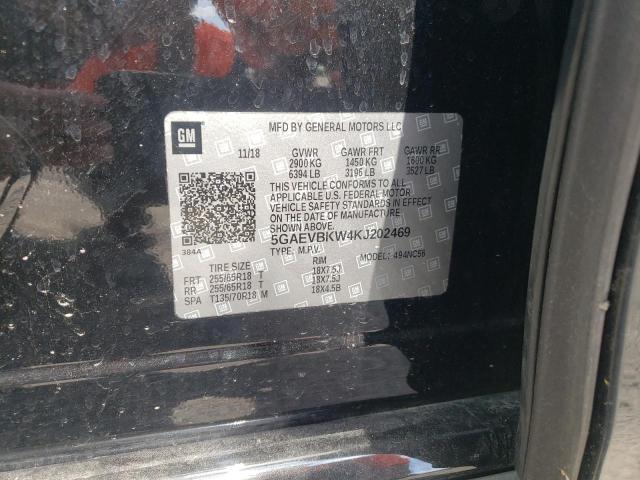 GM
MFD BY GENERAL MOTORS LLC
11/18 GVWR GAWR FRT GAWR RR
2900 KG 1450 KG 1600 KG
6394 LB 3196 LB 3527 LB
THIS VEHICLE CONFORMS TO ALL
APPLICABLE U.S. FEDERAL MOTOR
VEHICLE SAFETY STANDARDS IN EFFECT
ON THE DATE OF MANUFACTURE
SHOWN ABOVE.
384A 5GAEVBKW4KJ202469
TYPE: M.P.V. MODEL: 494NC56
TIRE SIZE RIM
FRT 255/65R18 T 18X7.5J
RR 255/65R18 T 18X7.5J
SPA T135/70R18 M 18X4.5B